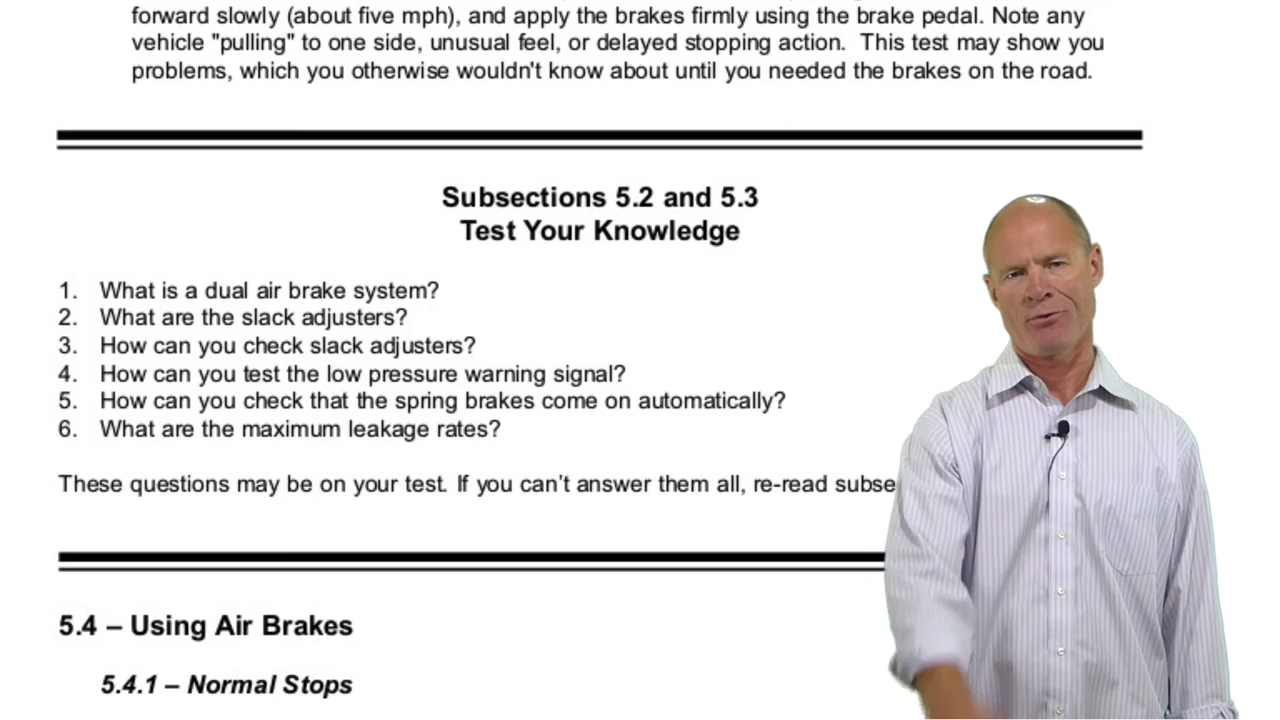 forward slowly (about five mph), and apply the brakes firmly using the brake pedal. Note any
vehicle "pulling" to one side, unusual feel, or delayed stopping action.  This test may show you
problems, which you otherwise wouldn't know about until you needed the brakes on the road.
Subsections 5.2 and 5.3
Test Your Knowledge
1. What is a dual air brake system?
2. What are the slack adjusters?
3. How can you check slack adjusters?
4. How can you test the low pressure warning signal?
5. How can you check that the spring brakes come on automatically?
6. What are the maximum leakage rates?
These questions may be on your test. If you can’t answer them all, re-read subse
5.4 – Using Air Brakes
5.4.1 – Normal Stops